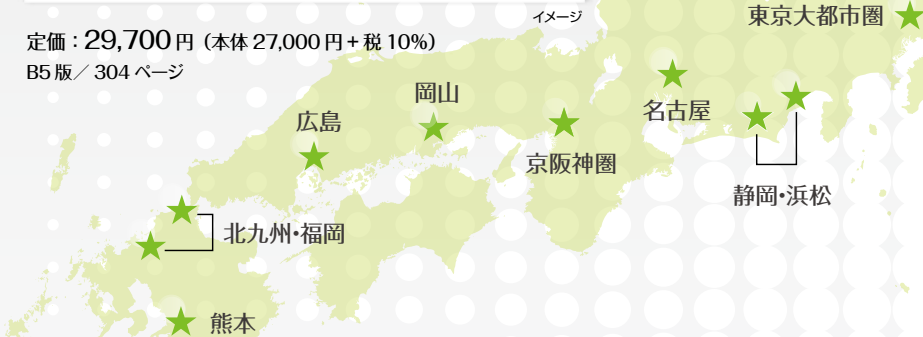 イメージ
定価：29,700円（本体27,000円+税10%）
B5版／304ページ
東京大都市圏
名古屋
岡山
広島
京阪神圏
静岡・浜松
北九州・福岡
熊本